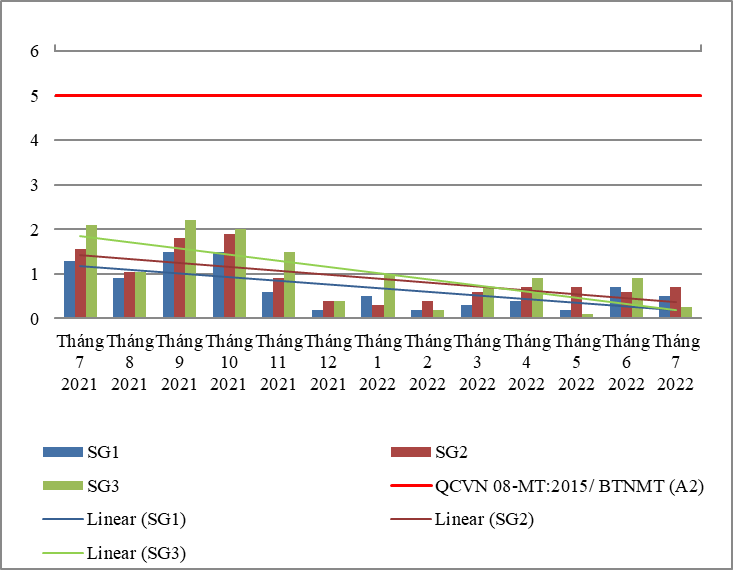 6
5
4
3
2
1
0
Tháng Tháng Tháng Tháng Tháng Tháng Tháng Tháng Tháng Tháng Tháng Tháng Tháng
7 8 9 10 11 12 1 2 3 4 5 6 7
2021 2021 2021 2021 2021 2021 2022 2022 2022 2022 2022 2022 2022
SG1 SG2
SG3 QCVN 08-MT:2015/ BTNMT (A2)
Linear (SG1) Linear (SG2)
Linear (SG3)